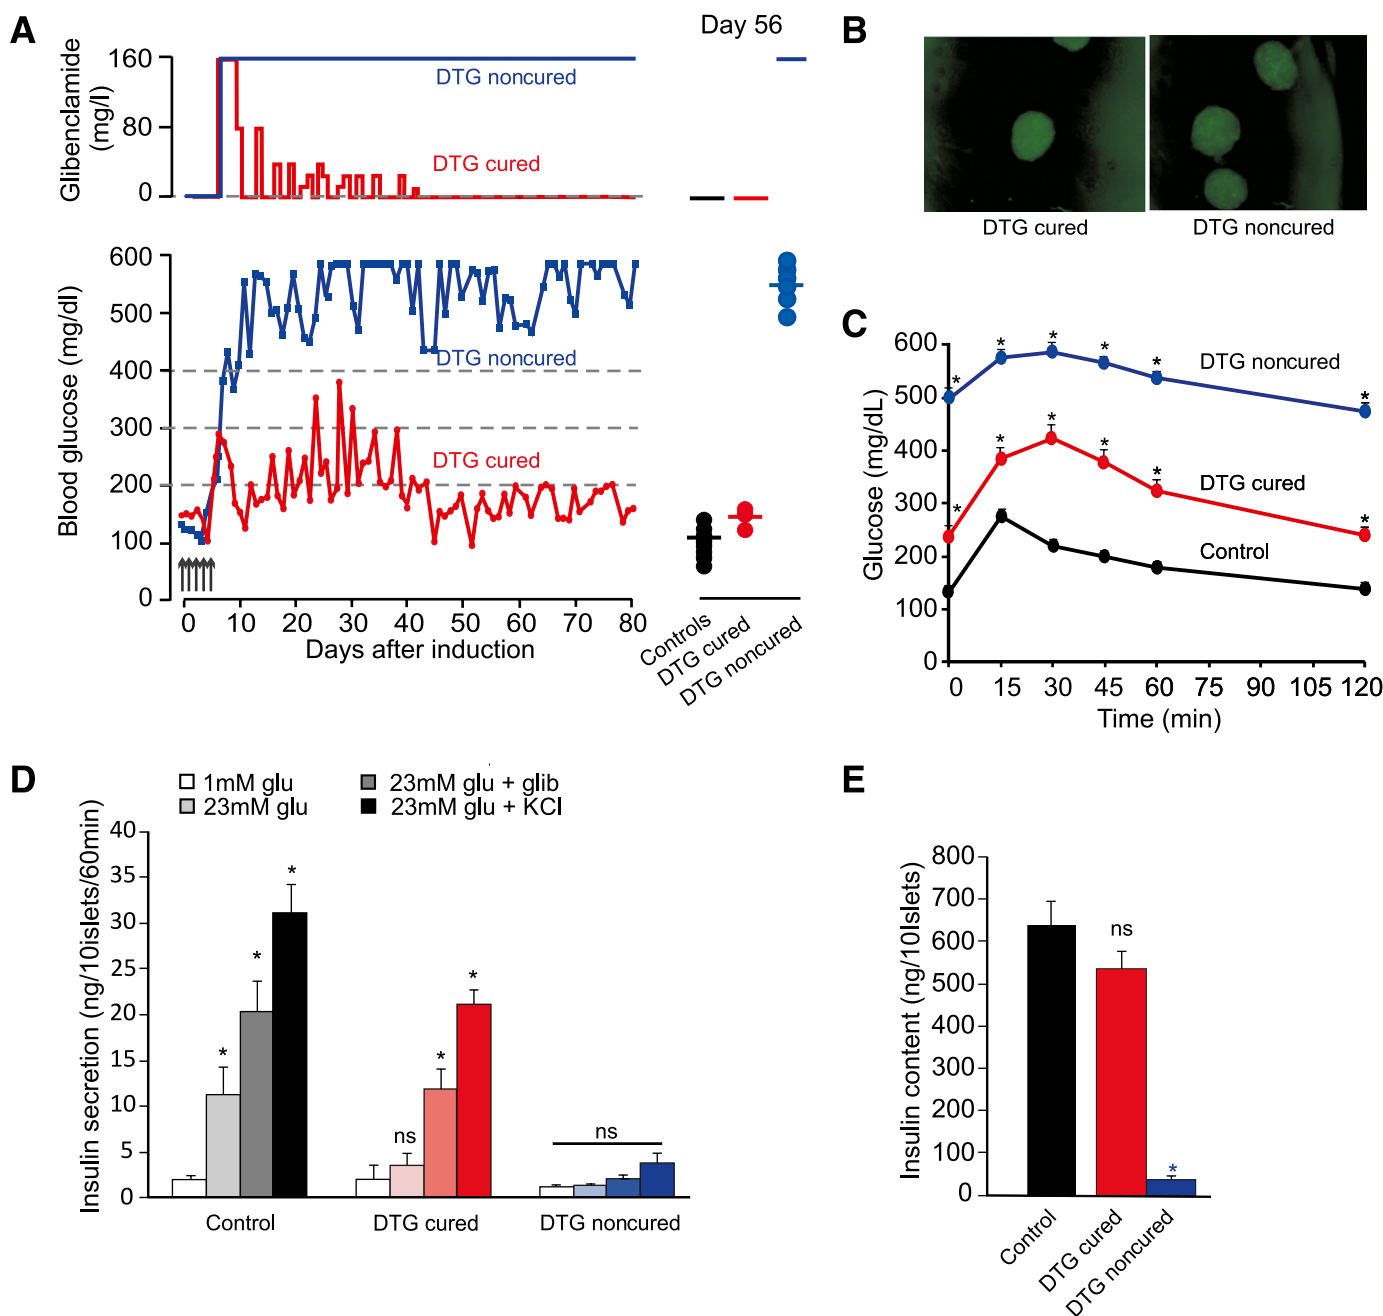 A
Day 56
Glibenclamide
(mg/l)
160
80
0
DTG noncured
DTG cured
Blood glucose (mg/dl)
600
500
400
300
200
100
0
DTG noncured
DTG cured
0 10 20 30 40 50 60 70 80
Days after induction
Controls
DTG cured
DTG noncured
B
DTG cured DTG noncured
C
Glucose (mg/dL)
600
500
400
300
200
100
0
* * * * * *
DTG noncured
* * * * * *
DTG cured
Control
0 15 30 45 60 75 90 105 120
Time (min)
D
1mM glu 23mM glu + glib
23mM glu 23mM glu + KCl
Insulin secretion (ng/10islets/60min)
40
35
30
25
20
15
10
5
0
* * *
ns * *
ns
Control DTG cured DTG noncured
E
Insulin content (ng/10Islets)
800
700
600
500
400
300
200
100
0
ns
*
Control
DTG cured
DTG noncured